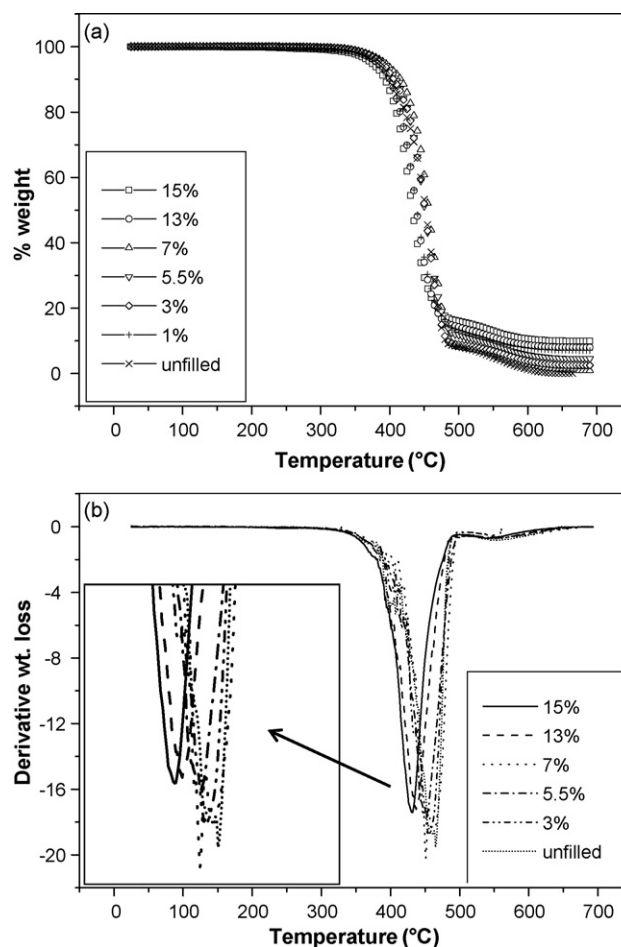 (a)
100
80
60
40
20
0
% weight
15%
13%
7%
5.5%
3%
1%
unfilled
0 100 200 300 400 500 600 700
Temperature (°C)
(b)
0
-4
-8
-12
-16
-20
Derivative wt. loss
15%
13%
7%
5.5%
3%
unfilled
0 100 200 300 400 500 600 700
Temperature (°C)